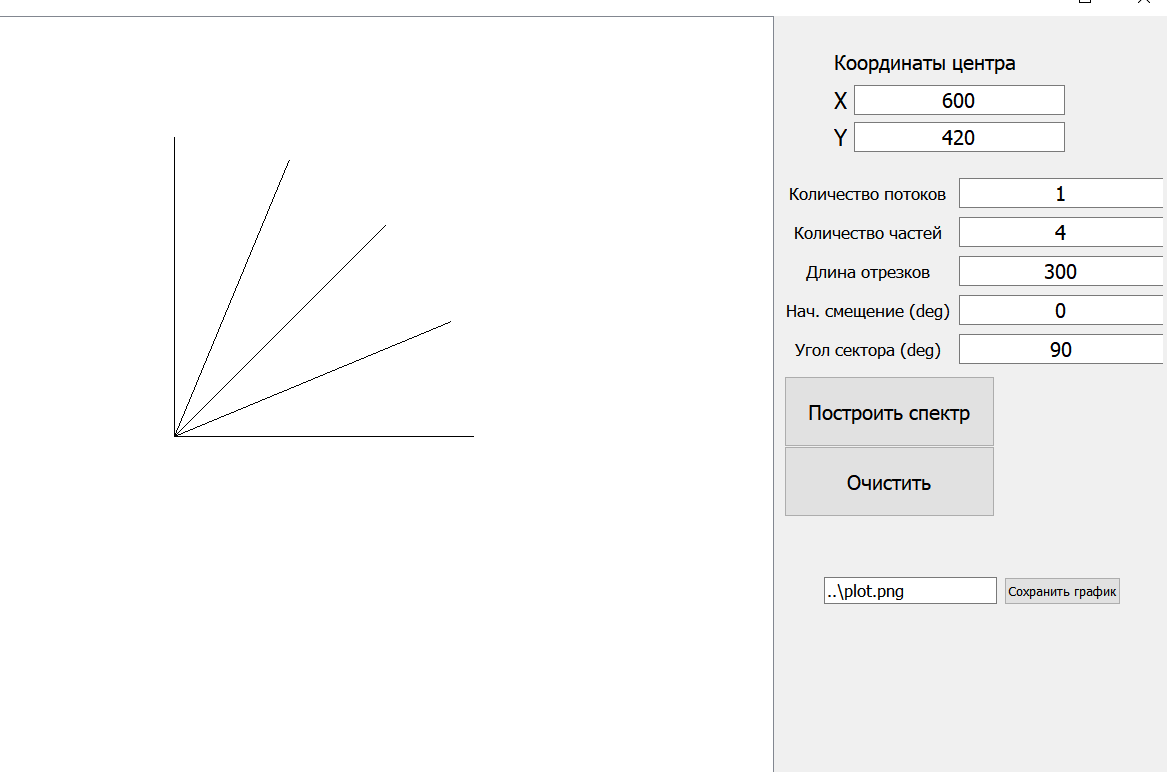 Координаты центра
X 600
Y 420
Количество потоков 1
Количество частей 4
Длина отрезков 300
Нач. смещение (deg) 0
Угол сектора (deg) 90
Построить спектр
Очистить
..\plot.png Сохранить график